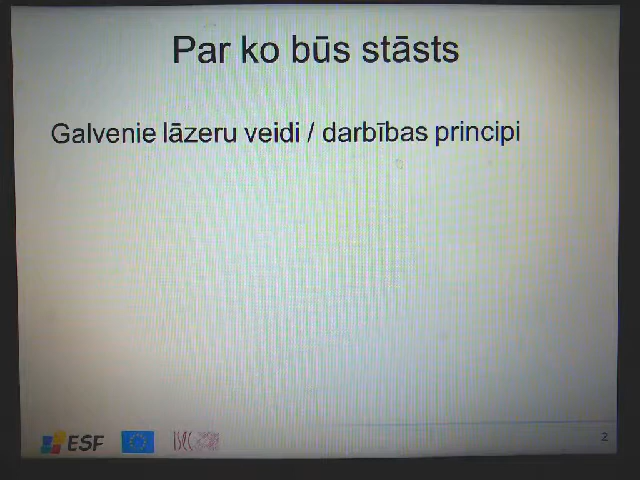 Par ko būs stāsts
Galvenie lāzeru veidi / darbības principi
ESF
2